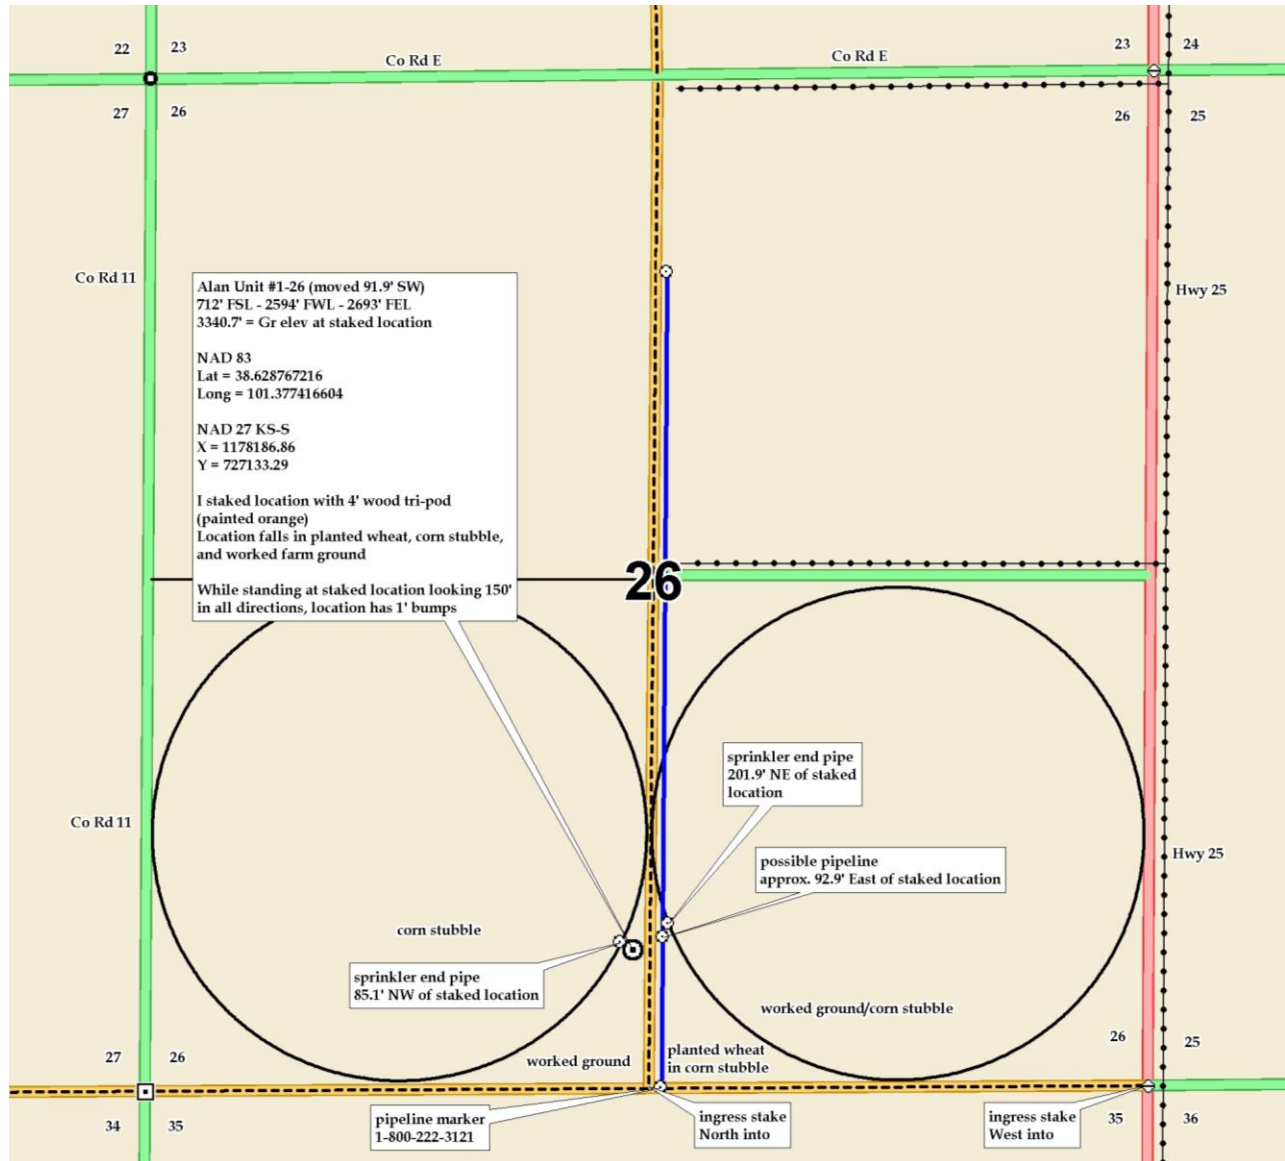 22
23
Co Rd E
Co Rd E
23
24
27
26
26
25
Co Rd 11
Hwy 25
Alan Unit #1-26 (moved 91.9' SW)
712' FSL - 2594' FWL - 2693' FEL
3340.7' = Gr elev at staked location
NAD 83
Lat = 38.628767216
Long = 101.377416604
NAD 27 KS-S
X = 1178186.86
Y = 727133.29
I staked location with 4' wood tri-pod
(painted orange)
Location falls in planted wheat, corn stubble,
and worked farm ground
While standing at staked location looking 150'
in all directions, location has 1' bumps
26
sprinkler end pipe
201.9' NE of staked
location
Co Rd 11
Hwy 25
possible pipeline
approx. 92.9' East of staked location
corn stubble
sprinkler end pipe
85.1' NW of staked location
worked ground/corn stubble
27
26
worked ground
planted wheat
in corn stubble
26
25
34
35
pipeline marker
1-800-222-3121
ingress stake
North into
ingress stake
West into
35
36